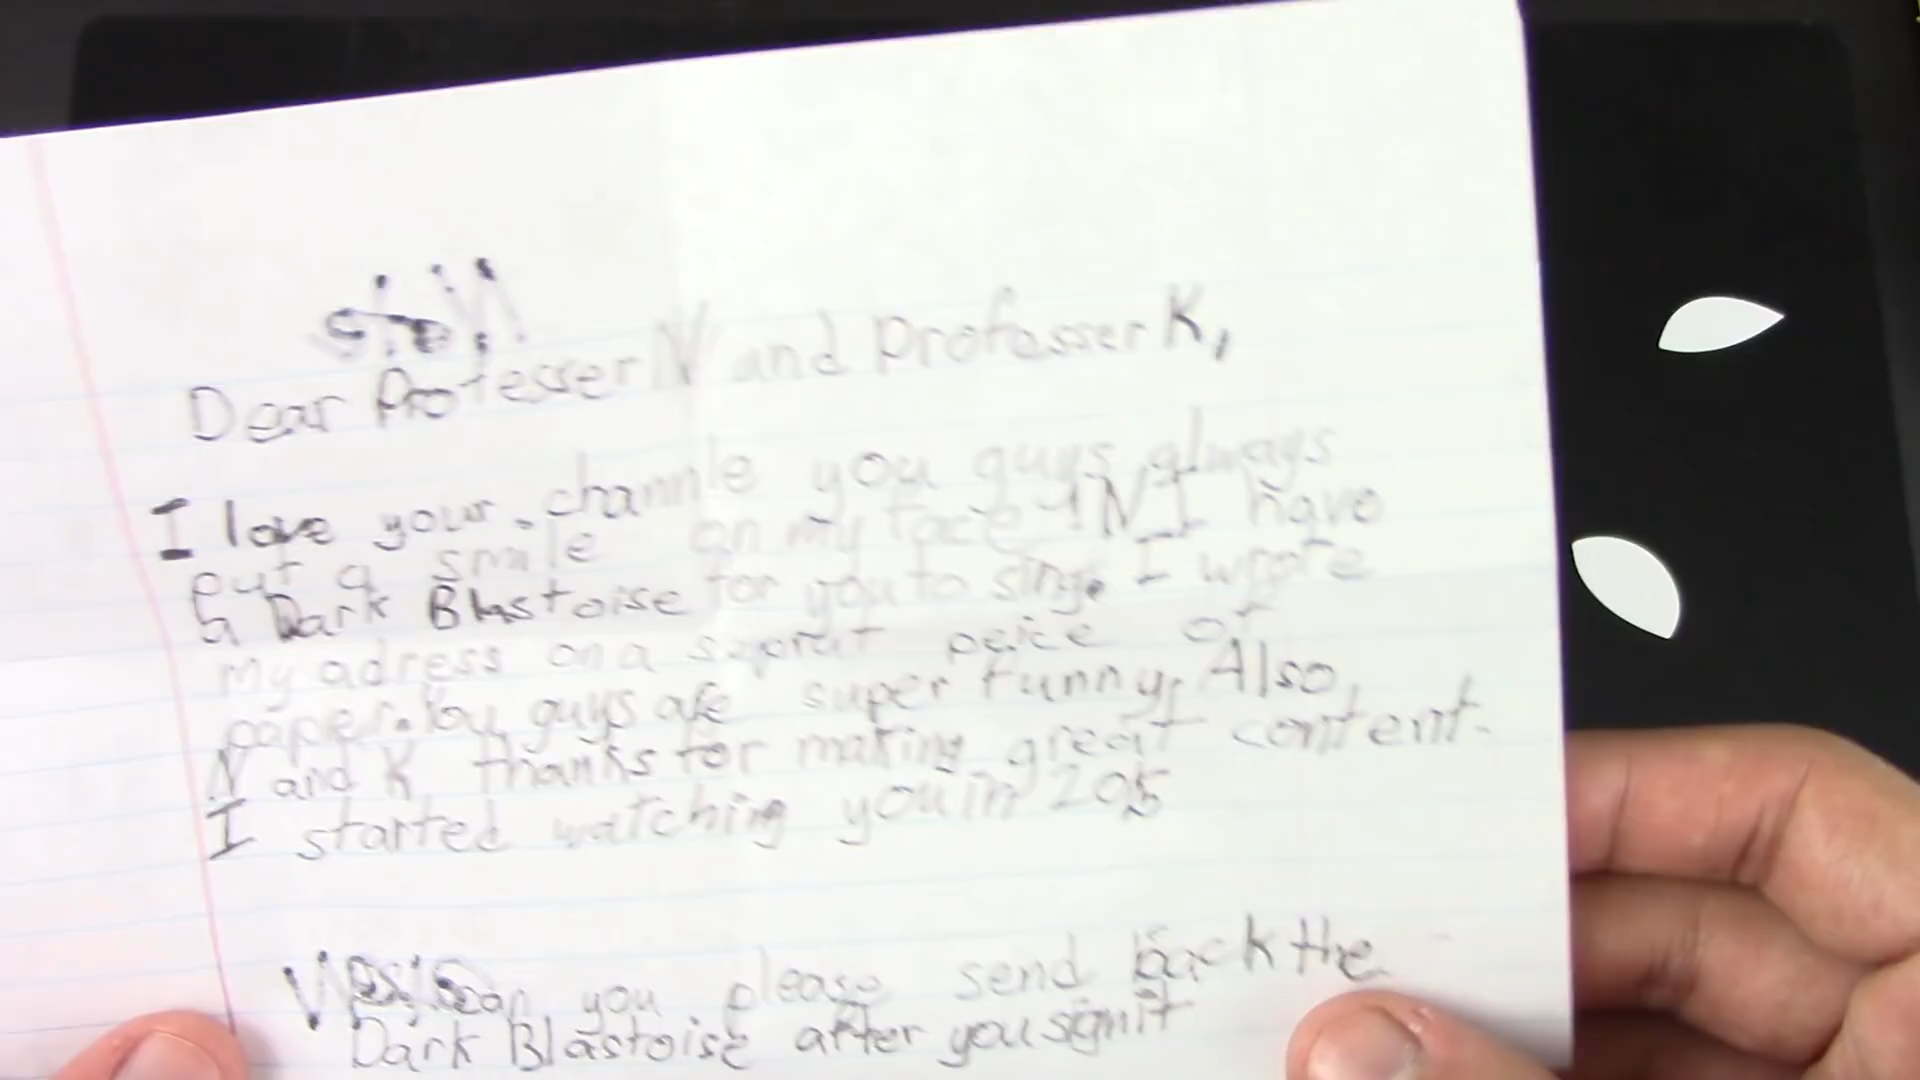 Dear Professer N and professer K,
I love your channle you guys always
put a smile on my face I have
a Dark Blastoise for you to sing. I wrote
my adress on a seprat peice of
paper. You guys are super funny. Also,
N and K thanks for making great content.
I started watching you in 2015
can you please send back the
Dark Blastoise after you sign it